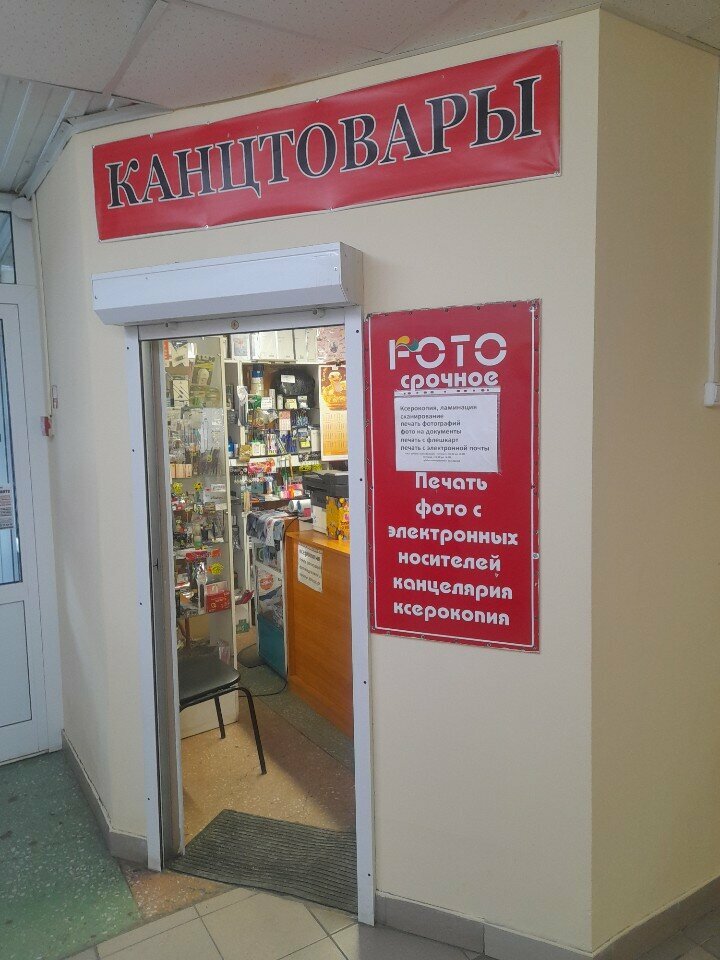 КАНЦТОВАРЫ
FOTO
срочное
Ксерокопия, ламинация
сканирование
печать фотографий
фото на документы
печать с флешкарт
печать с электронной почты
Печать
фото с
электронных
носителей
канцелярия
ксерокопия